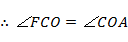 ∴ ∠FCO = ∠COA